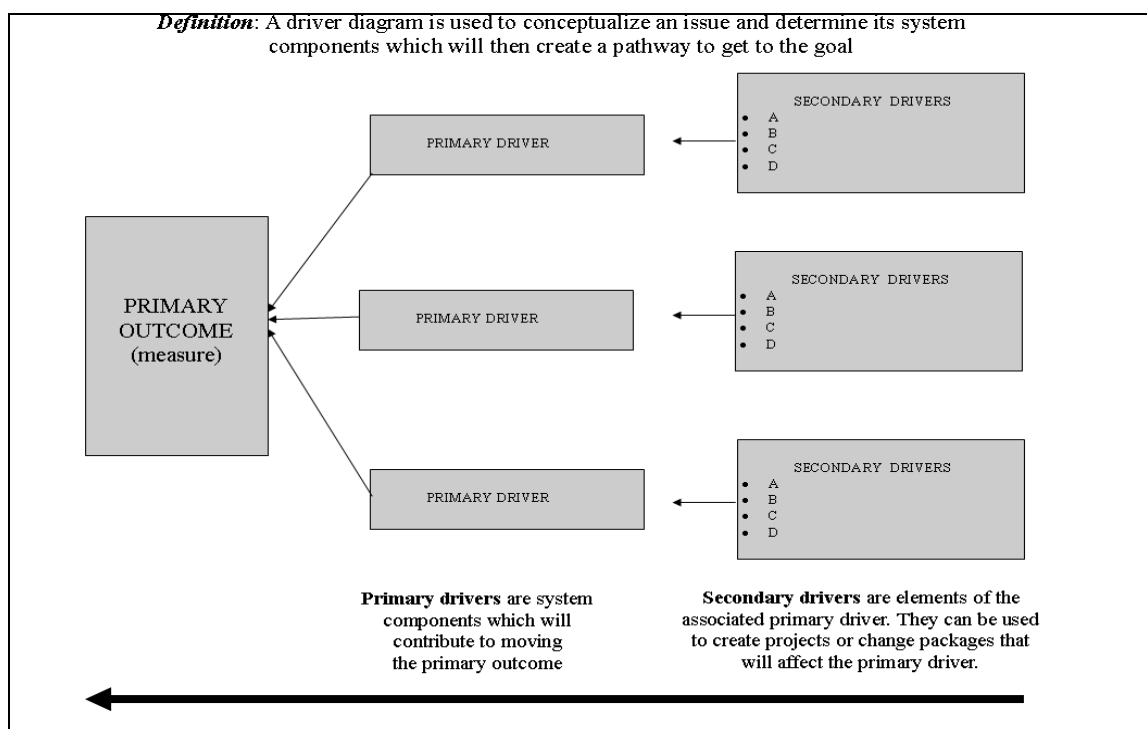 Definition: A driver diagram is used to conceptualize an issue and determine its system
components which will then create a pathway to get to the goal
PRIMARY
OUTCOME
(measure)
PRIMARY DRIVER
PRIMARY DRIVER
PRIMARY DRIVER
SECONDARY DRIVERS
• A
• B
• C
• D
SECONDARY DRIVERS
• A
• B
• C
• D
SECONDARY DRIVERS
• A
• B
• C
• D
Primary drivers are system
components which will
contribute to moving
the primary outcome
Secondary drivers are elements of the
associated primary driver. They can be used
to create projects or change packages that
will affect the primary driver.